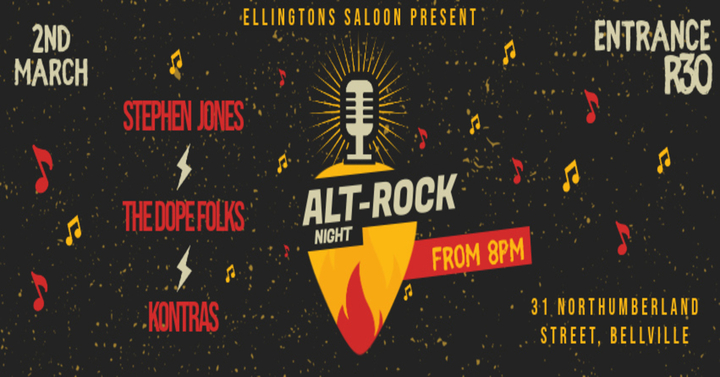 ELLINGTONS SALOON PRESENT
2ND
MARCH
ENTRANCE
R30
STEPHEN JONES
THE DOPE FOLKS
KONTRAS
ALT-ROCK
NIGHT
FROM 8PM
31 NORTHUMBERLAND
STREET, BELLVILLE